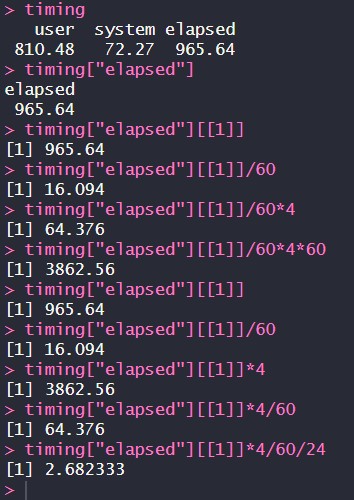 > timing
user system elapsed
810.48 72.27 965.64
> timing["elapsed"]
elapsed
965.64
> timing["elapsed"][[1]]
[1] 965.64
> timing["elapsed"][[1]]/60
[1] 16.094
> timing["elapsed"][[1]]/60*4
[1] 64.376
> timing["elapsed"][[1]]/60*4*60
[1] 3862.56
> timing["elapsed"][[1]]
[1] 965.64
> timing["elapsed"][[1]]/60
[1] 16.094
> timing["elapsed"][[1]]*4
[1] 3862.56
> timing["elapsed"][[1]]*4/60
[1] 64.376
> timing["elapsed"][[1]]*4/60/24
[1] 2.682333
>